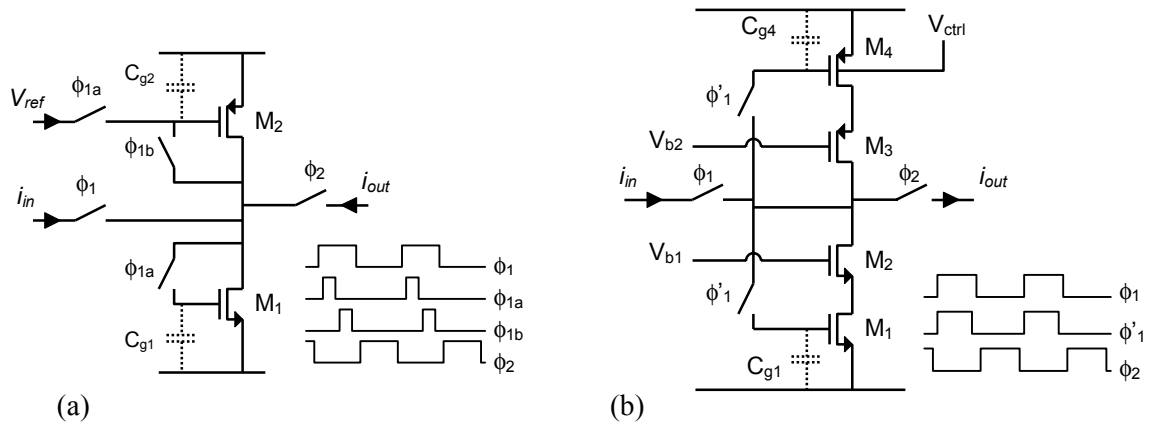 C_g2
V_ref
ϕ_1a
M_2
ϕ_1b
i_in
ϕ_1
ϕ_2
i_out
ϕ_1a
M_1
C_g1
ϕ_1
ϕ_1a
ϕ_1b
ϕ_2
(a)
C_g4
M_4
V_ctrl
ϕ'_1
V_b2
M_3
i_in
ϕ_1
ϕ_2
i_out
V_b1
M_2
ϕ'_1
M_1
C_g1
ϕ_1
ϕ'_1
ϕ_2
(b)